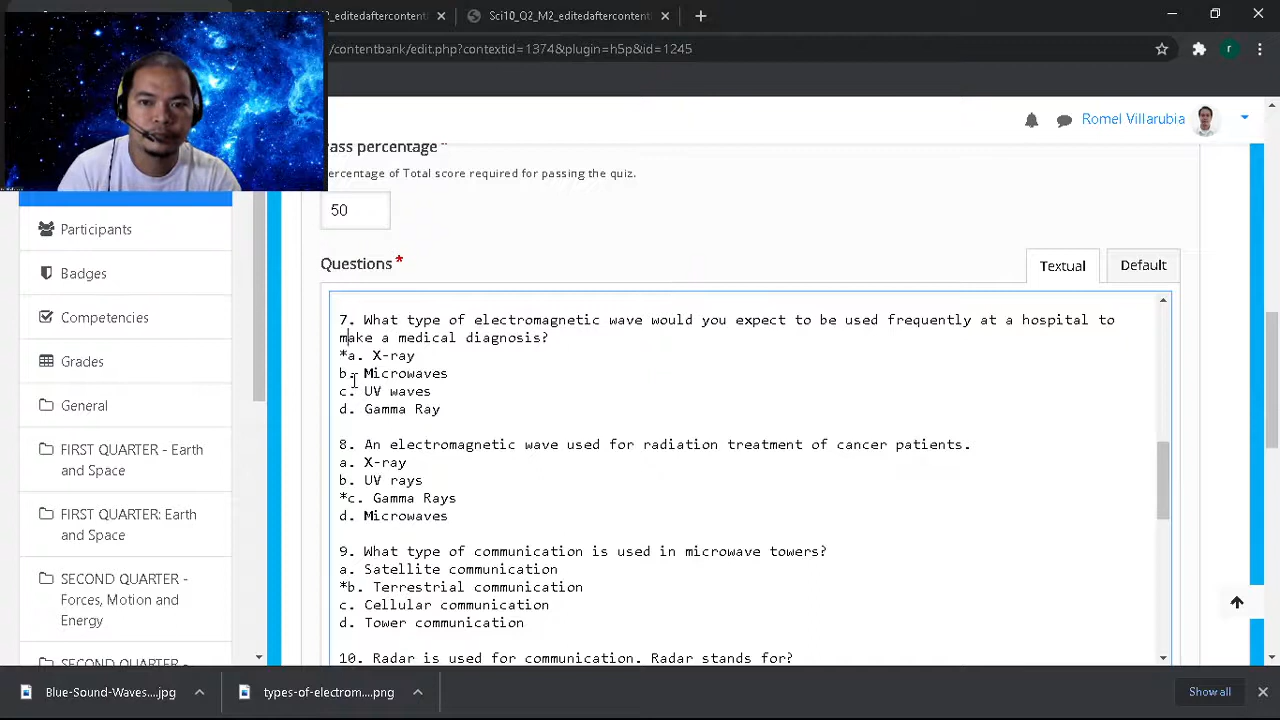 _editedaftercontent
Sci10_Q2_M2_editedaftercontent
/contentbank/edit.php?contextid=1374&plugin=h5p&id=1245
r
Romel Villarubia
ass percentage *
ercentage of Total score required for passing the quiz.
50
Questions *
Textual
Default
Participants
Badges
Competencies
Grades
General
FIRST QUARTER - Earth
and Space
FIRST QUARTER: Earth
and Space
SECOND QUARTER -
Forces, Motion and
Energy
SECOND QUARTER -
7. What type of electromagnetic wave would you expect to be used frequently at a hospital to
make a medical diagnosis?
*a. X-ray
b. Microwaves
c. UV waves
d. Gamma Ray
8. An electromagnetic wave used for radiation treatment of cancer patients.
a. X-ray
b. UV rays
*c. Gamma Rays
d. Microwaves
9. What type of communication is used in microwave towers?
a. Satellite communication
*b. Terrestrial communication
c. Cellular communication
d. Tower communication
10. Radar is used for communication. Radar stands for?
Blue-Sound-Waves....jpg
types-of-electrom....png
Show all